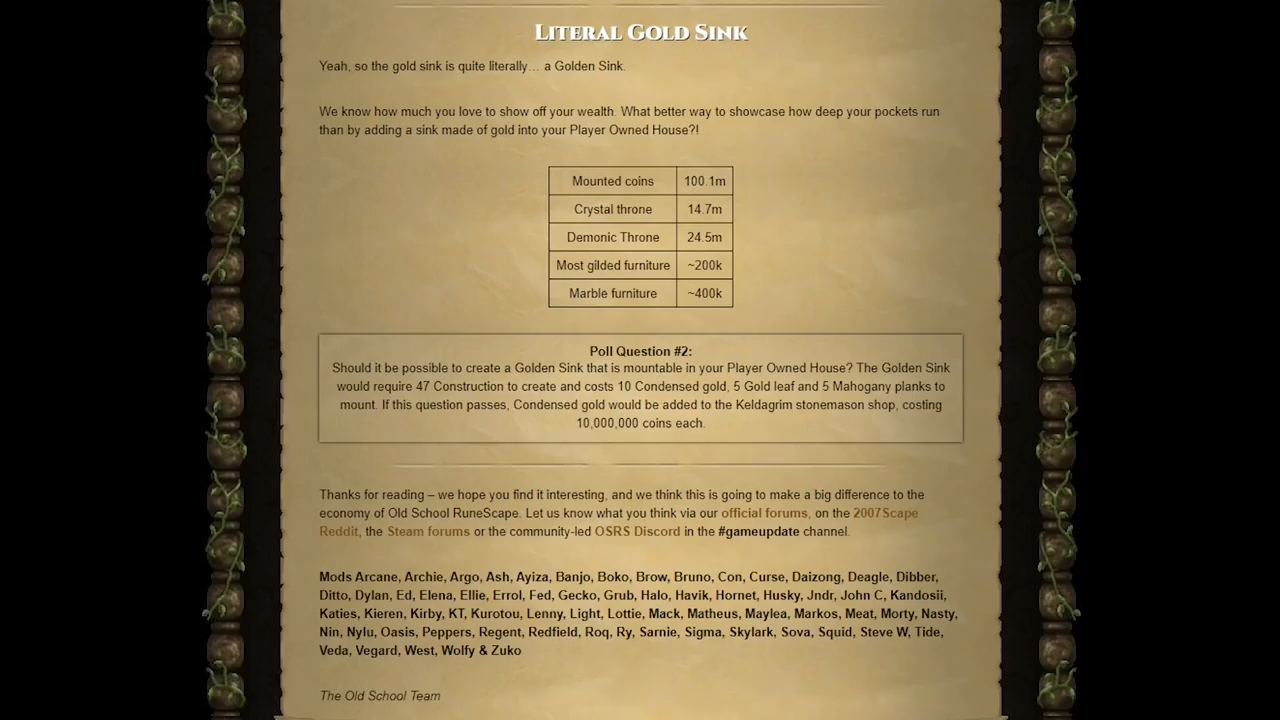 Literal Gold Sink
Yeah, so the gold sink is quite literally… a Golden Sink.
We know how much you love to show off your wealth. What better way to showcase how deep your pockets run
than by adding a sink made of gold into your Player Owned House?!
Mounted coins 100.1m
Crystal throne 14.7m
Demonic Throne 24.5m
Most gilded furniture ~200k
Marble furniture ~400k
Poll Question #2:
Should it be possible to create a Golden Sink that is mountable in your Player Owned House? The Golden Sink
would require 47 Construction to create and costs 10 Condensed gold, 5 Gold leaf and 5 Mahogany planks to
mount. If this question passes, Condensed gold would be added to the Keldagrim stonemason shop, costing
10,000,000 coins each.
Thanks for reading – we hope you find it interesting, and we think this is going to make a big difference to the
economy of Old School RuneScape. Let us know what you think via our official forums, on the 2007Scape
Reddit, the Steam forums or the community-led OSRS Discord in the #gameupdate channel.
Mods Arcane, Archie, Argo, Ash, Ayiza, Banjo, Boko, Brow, Bruno, Con, Curse, Daizong, Deagle, Dibber,
Ditto, Dylan, Ed, Elena, Ellie, Errol, Fed, Gecko, Grub, Halo, Havik, Hornet, Husky, Jndr, John C, Kandosii,
Katies, Kieren, Kirby, KT, Kurotou, Lenny, Light, Lottie, Mack, Matheus, Maylea, Markos, Meat, Morty, Nasty,
Nin, Nylu, Oasis, Peppers, Regent, Redfield, Roq, Ry, Sarnie, Sigma, Skylark, Sova, Squid, Steve W, Tide,
Veda, Vegard, West, Wolfy & Zuko
The Old School Team